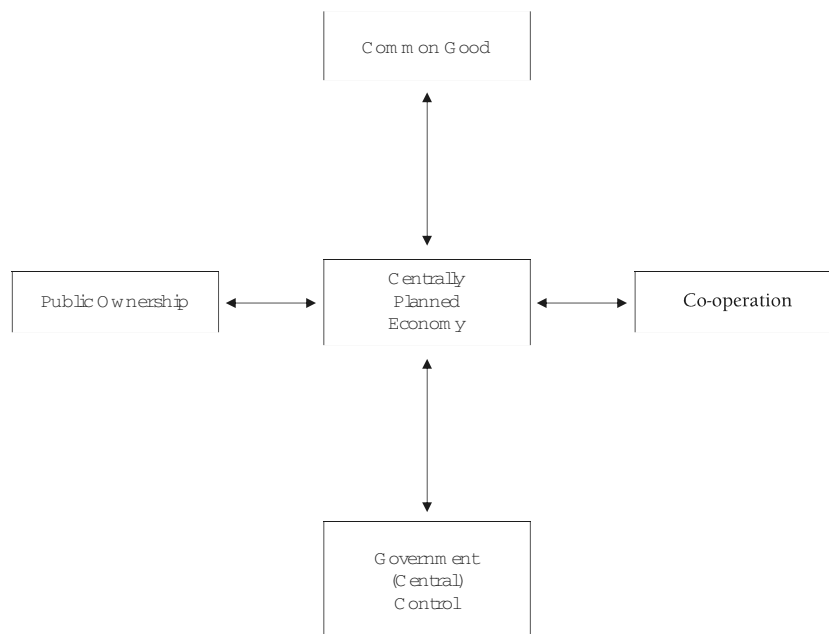 Common Good
Public Ownership
Centrally
Planned
Economy
Co-operation
Government
(Central)
Control